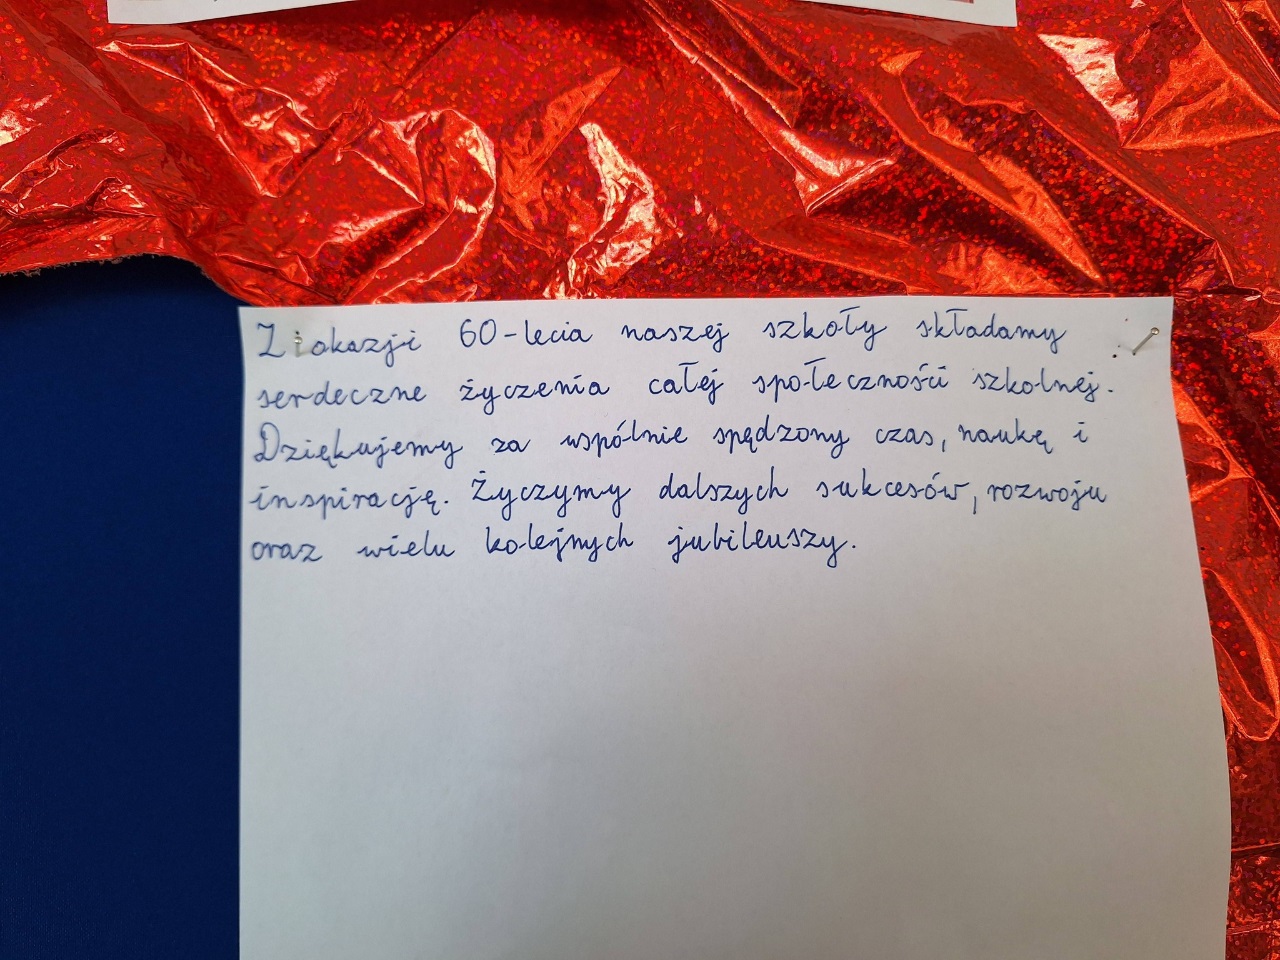 Z okazji 60-lecia naszej szkoły składamy
serdeczne życzenia całej społeczności szkolnej.
Dziękujemy za wspólnie spędzony czas, naukę i
inspirację. Życzymy dalszych sukcesów, rozwoju
oraz wielu kolejnych jubileuszy.